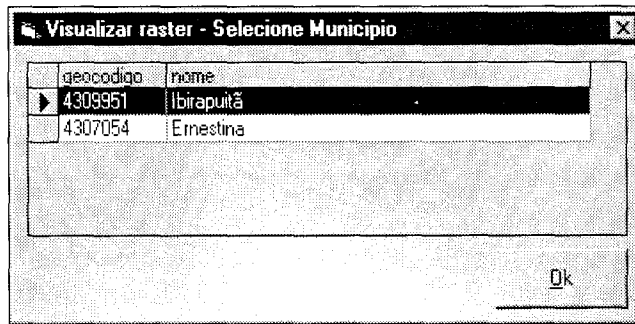 Visualizar raster - Selecione Municipio
geocodigo nome
4309951 Ibirapuitã
4307054 Ernestina
Ok